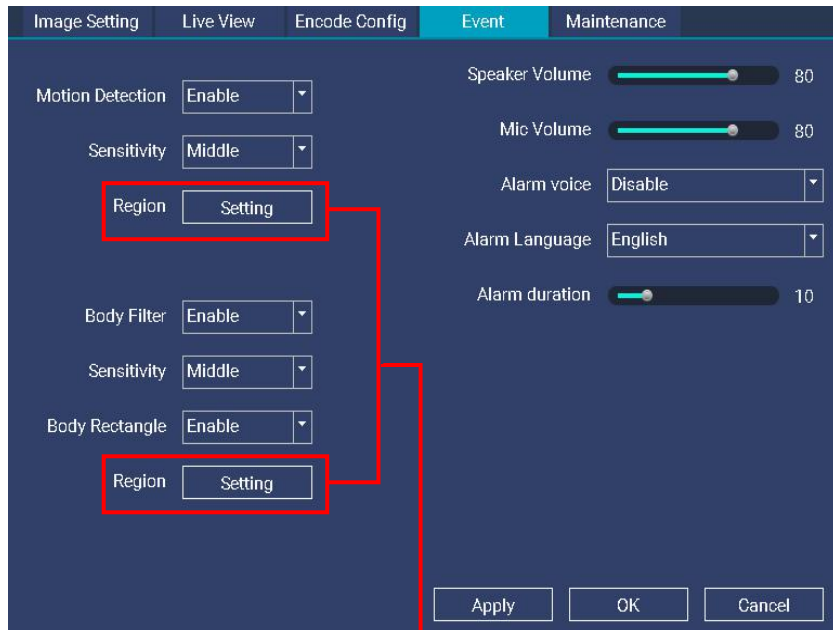 Image Setting Live View Encode Config Event Maintenance
Motion Detection Enable
Sensitivity Middle
Region Setting
Body Filter Enable
Sensitivity Middle
Body Rectangle Enable
Region Setting
Speaker Volume 80
Mic Volume 80
Alarm voice Disable
Alarm Language English
Alarm duration 10
Apply OK Cancel